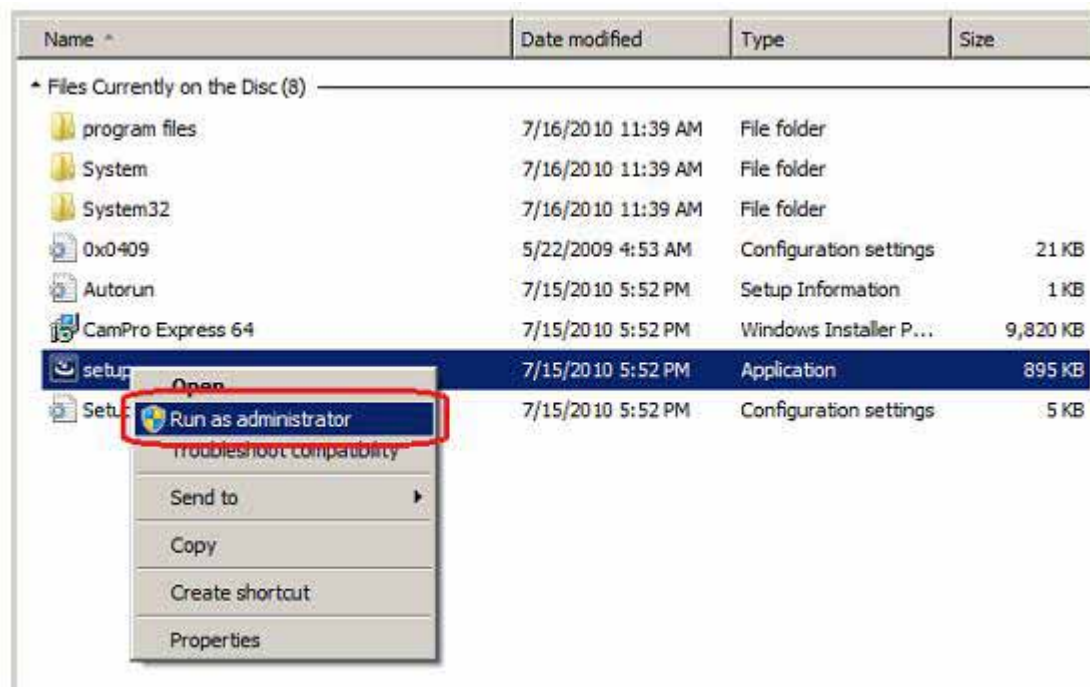 Name Date modified Type Size
Files Currently on the Disc (8)
program files 7/16/2010 11:39 AM File folder
System 7/16/2010 11:39 AM File folder
System32 7/16/2010 11:39 AM File folder
0x0409 5/22/2009 4:53 AM Configuration settings 21 KB
Autorun 7/15/2010 5:52 PM Setup Information 1 KB
CamPro Express 64 7/15/2010 5:52 PM Windows Installer P... 9,820 KB
setup 7/15/2010 5:52 PM Application 895 KB
Open
Setup 7/15/2010 5:52 PM Configuration settings 5 KB
Run as administrator
Troubleshoot compatibility
Send to
Copy
Create shortcut
Properties